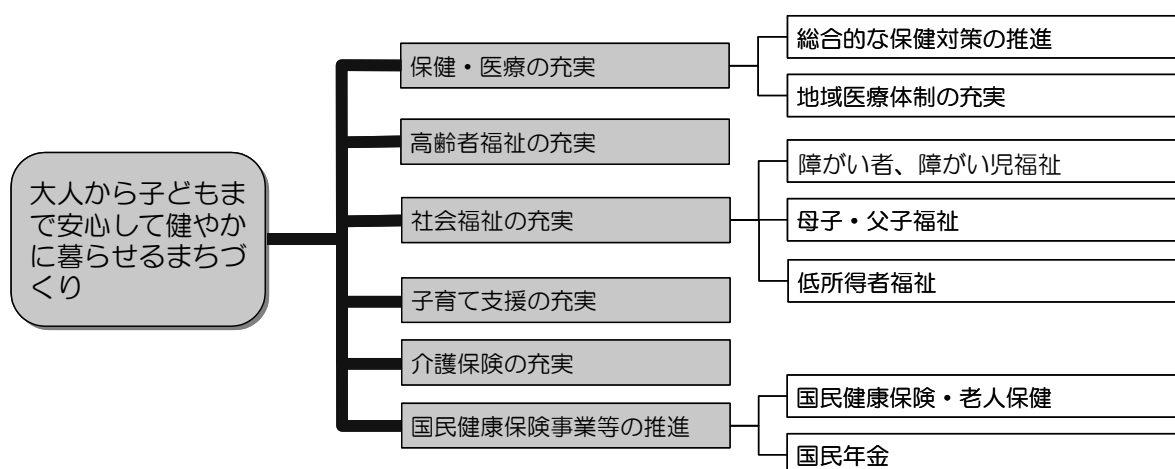 大人から子どもま
で安心して健やか
に暮らせるまちづ
くり
保健・医療の充実
総合的な保健対策の推進
地域医療体制の充実
高齢者福祉の充実
社会福祉の充実
障がい者、障がい児福祉
母子・父子福祉
低所得者福祉
子育て支援の充実
介護保険の充実
国民健康保険事業等の推進
国民健康保険・老人保健
国民年金